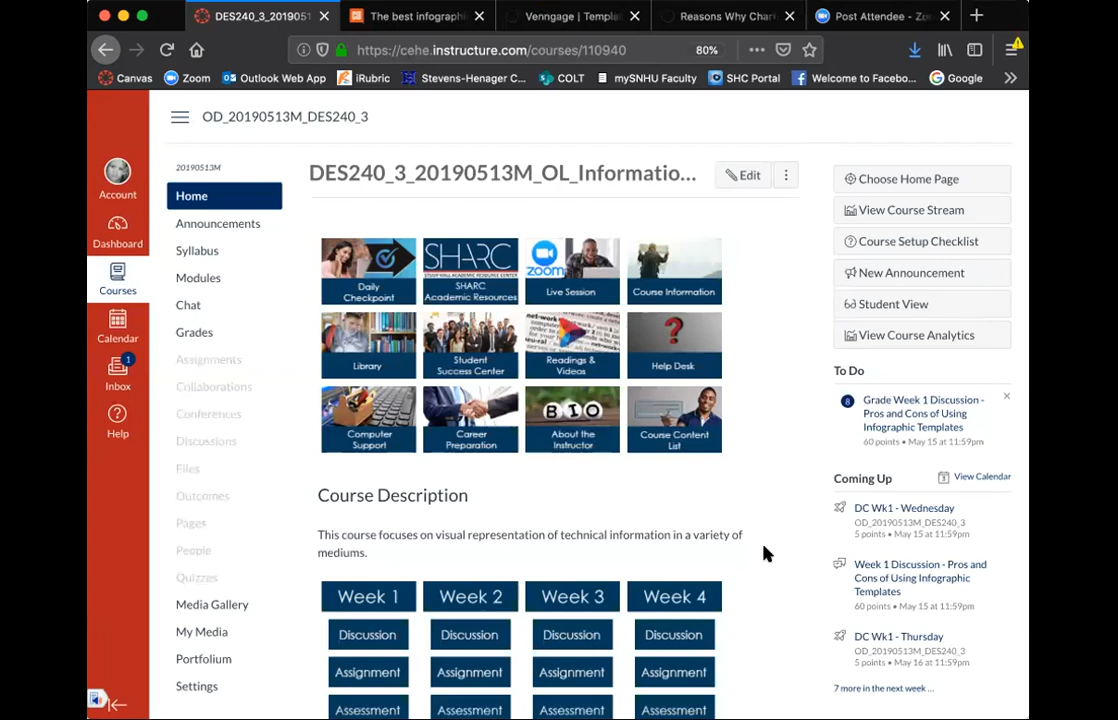 DES240_3_2019051
The best infographi
Venngage | Templa
Reasons Why Char
Post Attendee - Zo
https://cehe.instructure.com/courses/110940
80%
Canvas
Zoom
Outlook Web App
iRubric
Stevens-Henager C...
COLT
mySNHU Faculty
SHC Portal
Welcome to Facebo...
Google
OD_20190513M_DES240_3
Account
Dashboard
Courses
Calendar
1
Inbox
Help
20190513M
Home
Announcements
Syllabus
Modules
Chat
Grades
Assignments
Collaborations
Conferences
Discussions
Files
Outcomes
Pages
People
Quizzes
Media Gallery
My Media
Portfolium
Settings
DES240_3_20190513M_OL_Informatio...
Edit
Daily
Checkpoint
SHARC
STUDY HALL ACADEMIC RESOURCE CENTER
SHARC
Academic Resources
zoom
Live Session
Course Information
Library
Student
Success Center
Readings &
Videos
Help Desk
Computer
Support
Career
Preparation
BIO
About the
Instructor
Course Content
List
Course Description
This course focuses on visual representation of technical information in a variety of
mediums.
Week 1
Week 2
Week 3
Week 4
Discussion
Discussion
Discussion
Discussion
Assignment
Assignment
Assignment
Assignment
Assessment
Assessment
Assessment
Assessment
Choose Home Page
View Course Stream
Course Setup Checklist
New Announcement
Student View
View Course Analytics
To Do
8
Grade Week 1 Discussion -
Pros and Cons of Using
Infographic Templates
60 points • May 15 at 11:59pm
Coming Up
View Calendar
DC Wk1 - Wednesday
OD_20190513M_DES240_3
5 points • May 15 at 11:59pm
Week 1 Discussion - Pros and
Cons of Using Infographic
Templates
60 points • May 15 at 11:59pm
DC Wk1 - Thursday
OD_20190513M_DES240_3
5 points • May 16 at 11:59pm
7 more in the next week ...